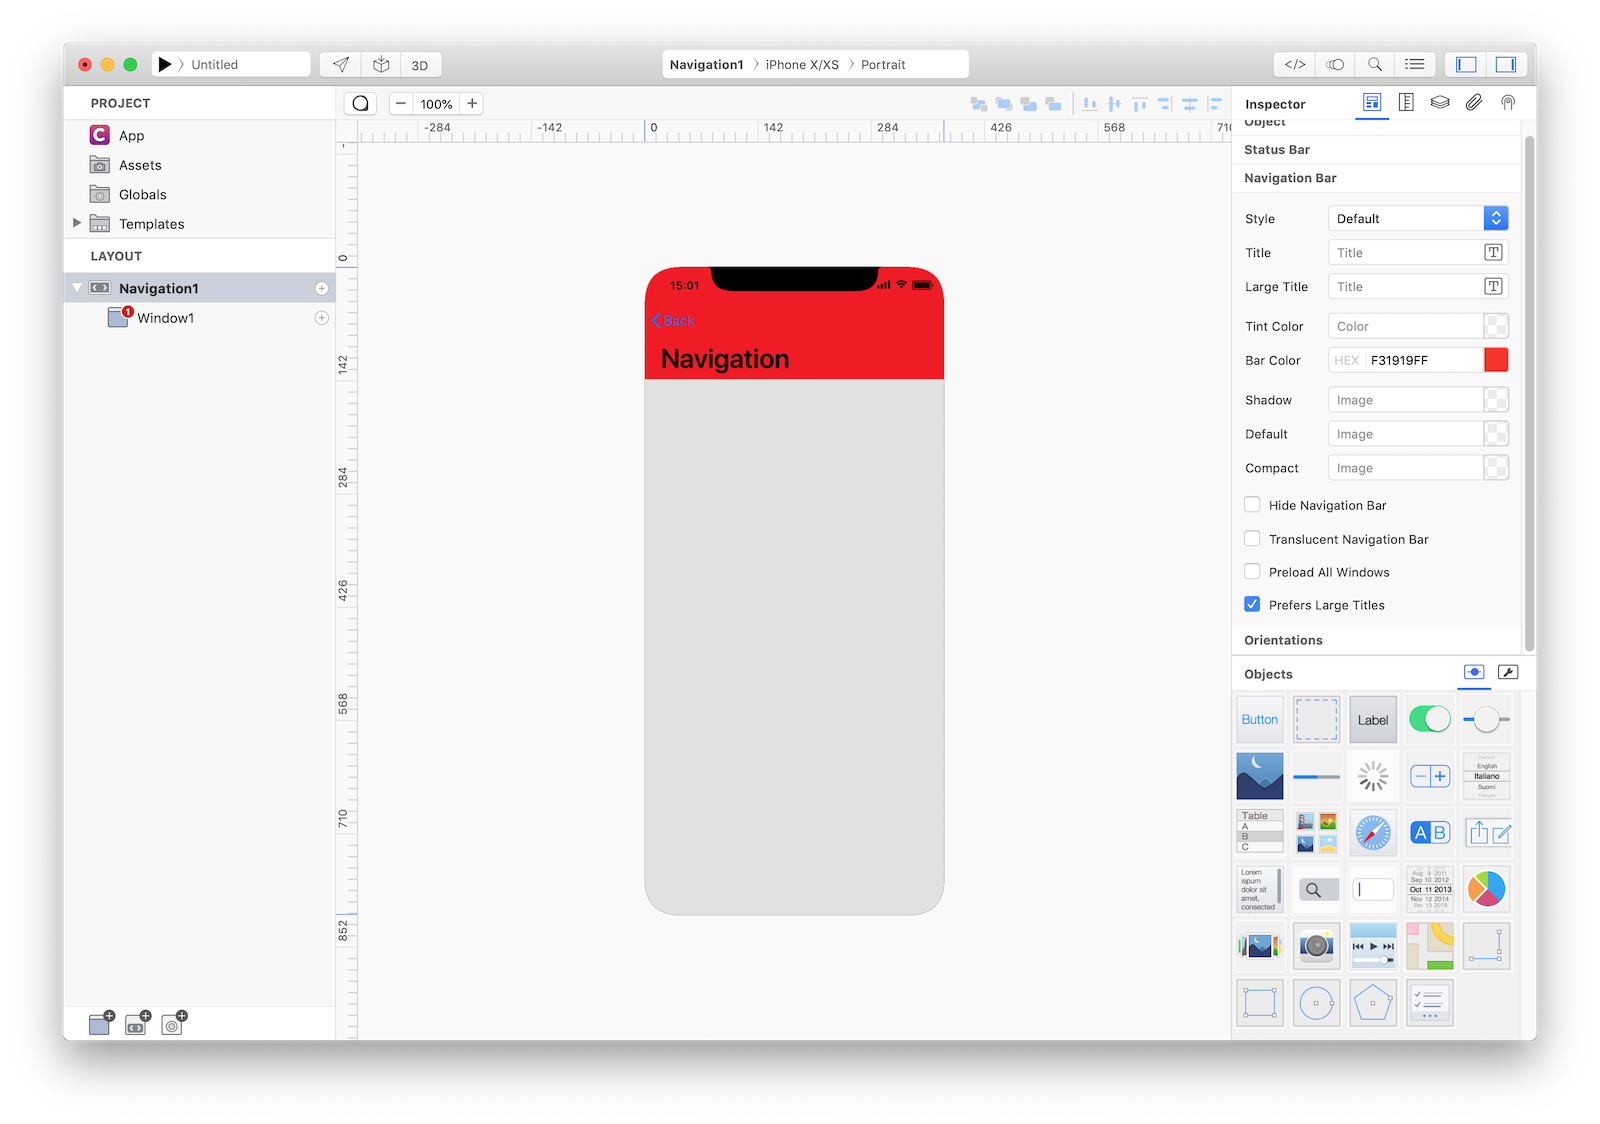 Untitled
3D
Navigation1 〉 iPhone X/XS 〉 Portrait
</>
PROJECT
App
Assets
Globals
Templates
LAYOUT
Navigation1
1
Window1
100%
-284 -142 0 142 284 426 568 710
0
142
284
426
568
710
852
15:01
Back
Navigation
Inspector
Object
Status Bar
Navigation Bar
Style Default
Title Title T
Large Title Title T
Tint Color Color
Bar Color HEX F31919FF
Shadow Image
Default Image
Compact Image
Hide Navigation Bar
Translucent Navigation Bar
Preload All Windows
Prefers Large Titles
Orientations
Objects
Button
Label
English
Italiano
Suomi
Table
A
B
C
A B
Lorem
ispum
dolor sit
amet,
consected
Aug 9 2011
Sep 10 2012
Oct 11 2013
Nov 12 2014
Dec 13 2015